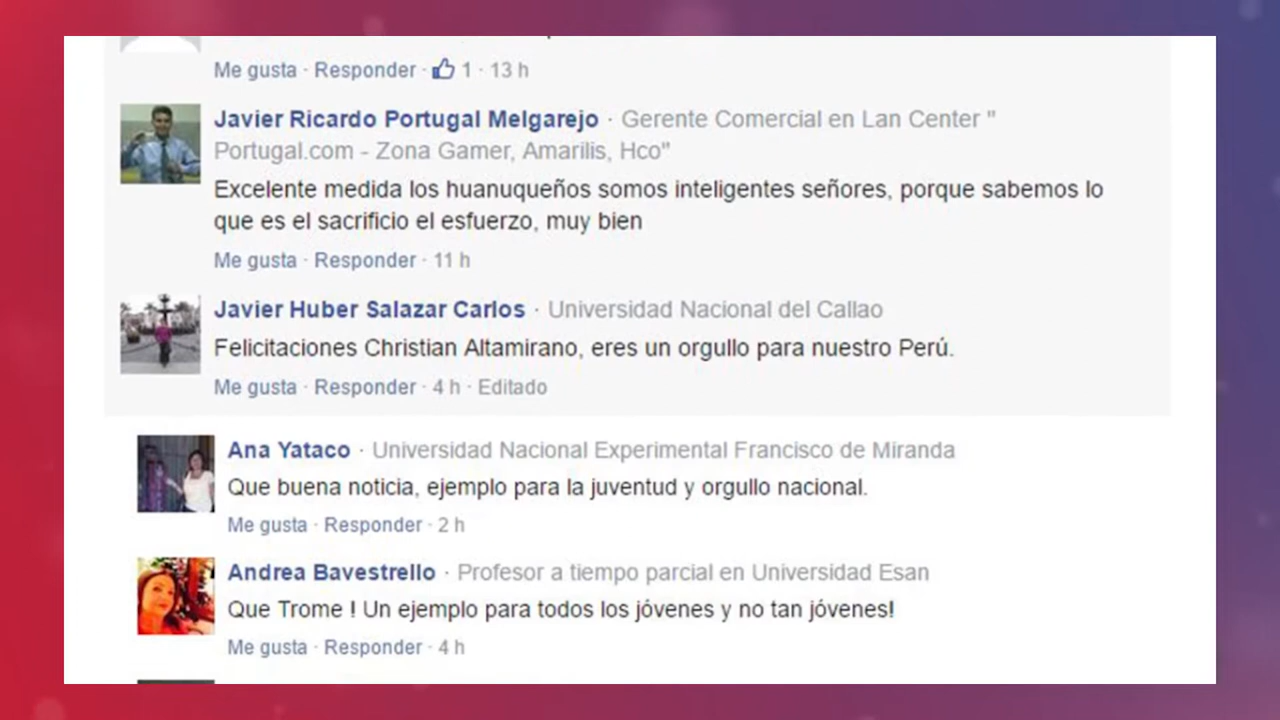 Me gusta · Responder · 1 · 13 h
Javier Ricardo Portugal Melgarejo · Gerente Comercial en Lan Center "
Portugal.com - Zona Gamer, Amarilis, Hco"
Excelente medida los huanuqueños somos inteligentes señores, porque sabemos lo
que es el sacrificio el esfuerzo, muy bien
Me gusta · Responder · 11 h
Javier Huber Salazar Carlos · Universidad Nacional del Callao
Felicitaciones Christian Altamirano, eres un orgullo para nuestro Perú.
Me gusta · Responder · 4 h · Editado
Ana Yataco · Universidad Nacional Experimental Francisco de Miranda
Que buena noticia, ejemplo para la juventud y orgullo nacional.
Me gusta · Responder · 2 h
Andrea Bavestrello · Profesor a tiempo parcial en Universidad Esan
Que Trome ! Un ejemplo para todos los jóvenes y no tan jóvenes!
Me gusta · Responder · 4 h